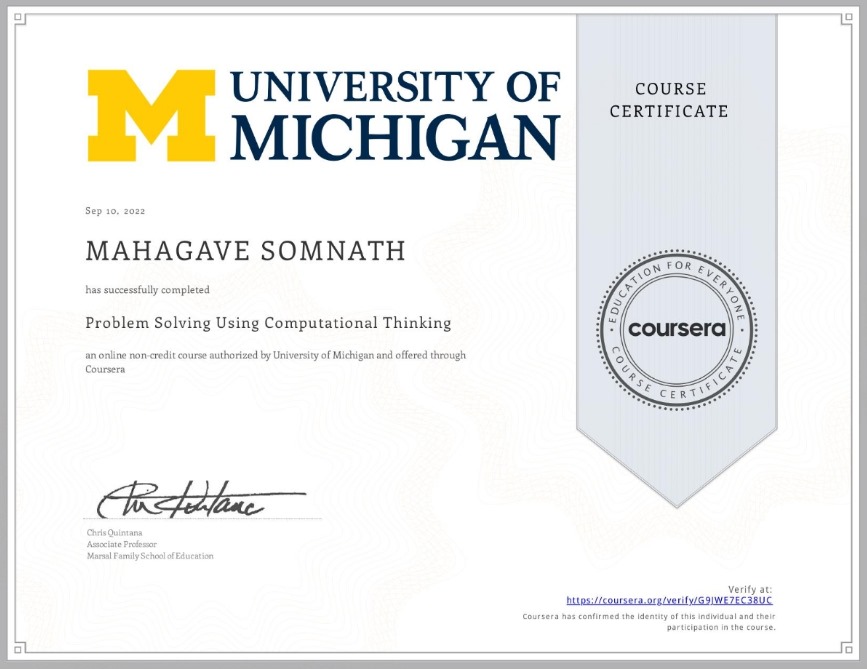 UNIVERSITY OF
MICHIGAN
COURSE
CERTIFICATE
Sep 10, 2022
MAHAGAVE SOMNATH
has successfully completed
Problem Solving Using Computational Thinking
an online non-credit course authorized by University of Michigan and offered through
Coursera
EDUCATION FOR EVERYONE
coursera
COURSE CERTIFICATE
Chris Quintana
Associate Professor
Marsal Family School of Education
Verify at:
https://coursera.org/verify/G9JWE7EC38UC
Coursera has confirmed the identity of this individual and their
participation in the course.